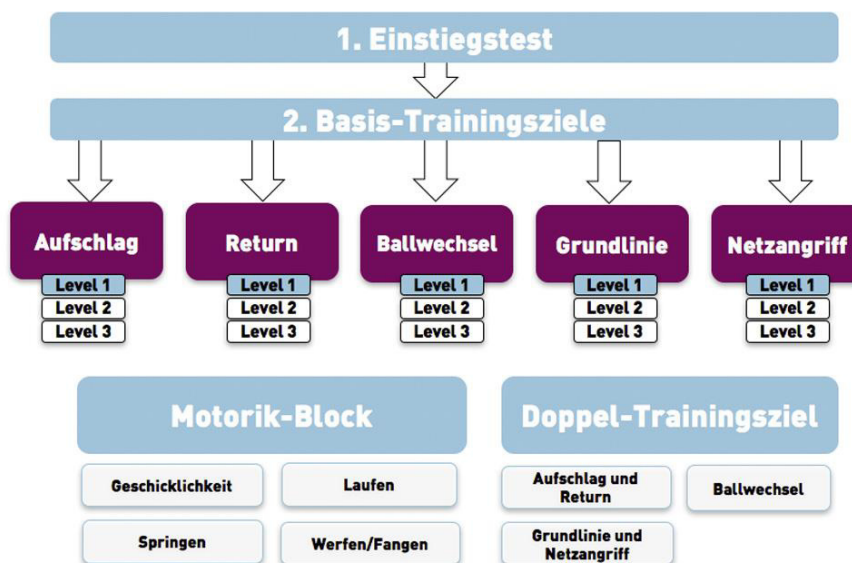 1. Einstiegstest
2. Basis-Trainingsziele
Aufschlag
Level 1
Level 2
Level 3
Return
Level 1
Level 2
Level 3
Ballwechsel
Level 1
Level 2
Level 3
Grundlinie
Level 1
Level 2
Level 3
Netzangriff
Level 1
Level 2
Level 3
Motorik-Block
Geschicklichkeit
Laufen
Springen
Werfen/Fangen
Doppel-Trainingsziel
Aufschlag und
Return
Ballwechsel
Grundlinie und
Netzangriff